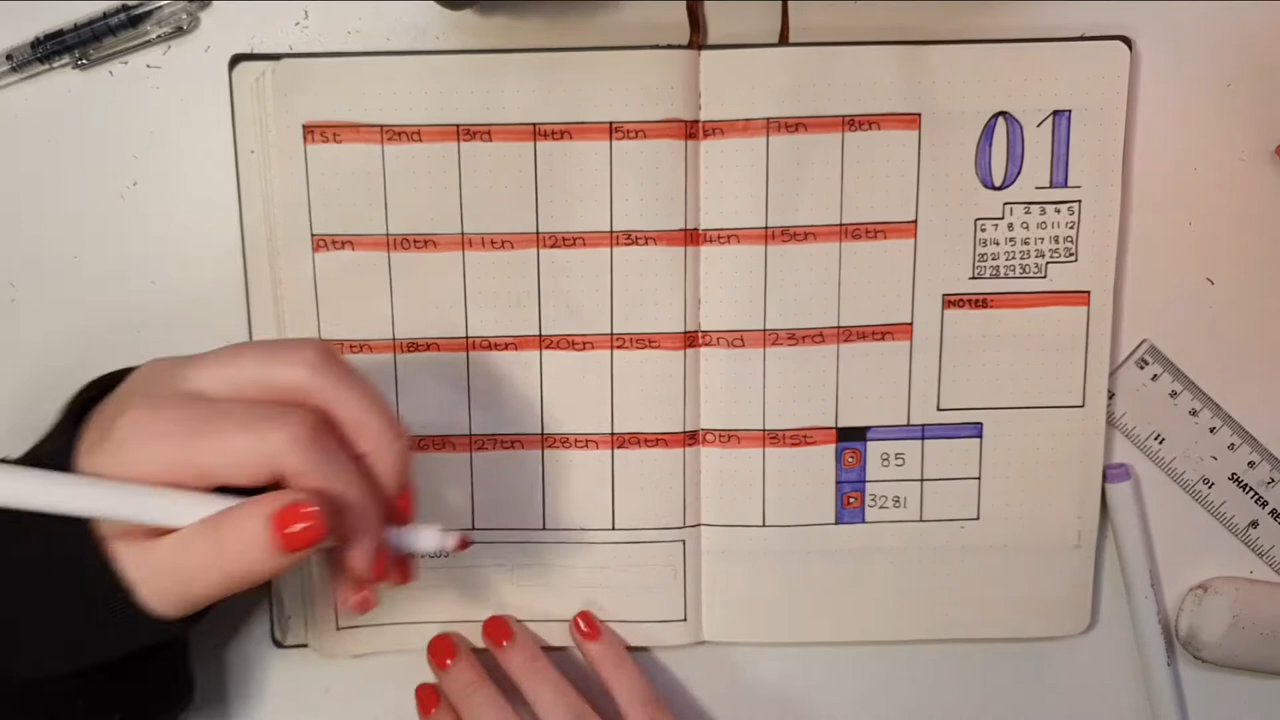 01
1st 2nd 3rd 4th 5th 6th 7th 8th
1 2 3 4 5
6 7 8 9 10 11 12
13 14 15 16 17 18 19
20 21 22 23 24 25 26
27 28 29 30 31
9th 10th 11th 12th 13th 14th 15th 16th
NOTES:
7th 18th 19th 20th 21st 22nd 23rd 24th
6th 27th 28th 29th 30th 31st
85
3281
SHATTER